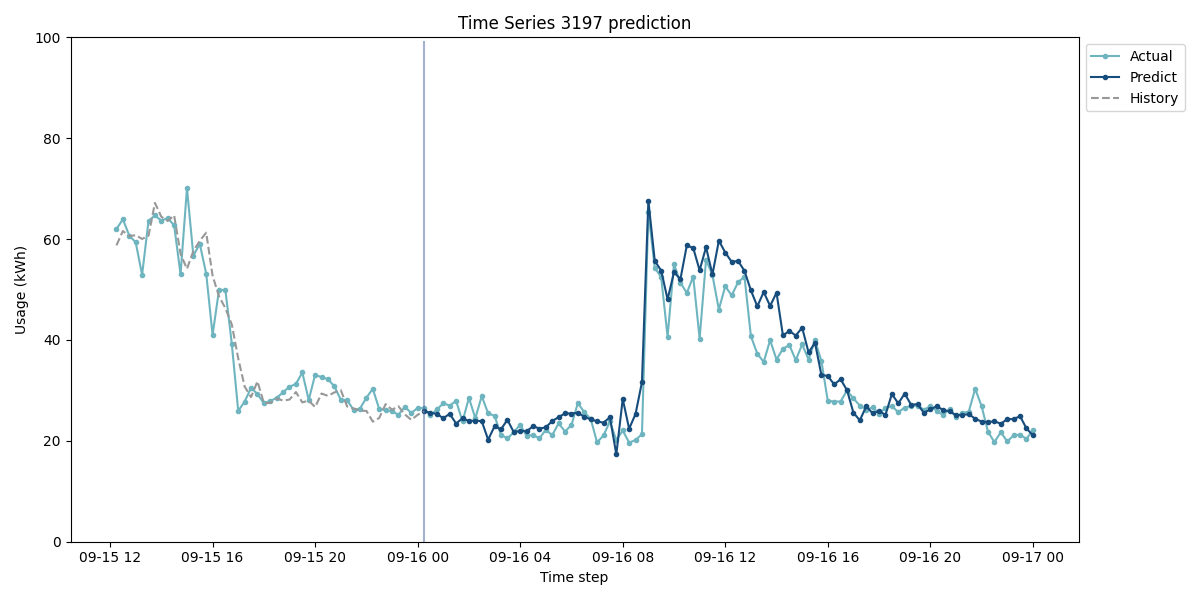 Time Series 3197 prediction
100
80
60
40
20
0
Usage (kWh)
09-15 12
09-15 16
09-15 20
09-16 00
09-16 04
09-16 08
09-16 12
09-16 16
09-16 20
09-17 00
Time step
Actual
Predict
History